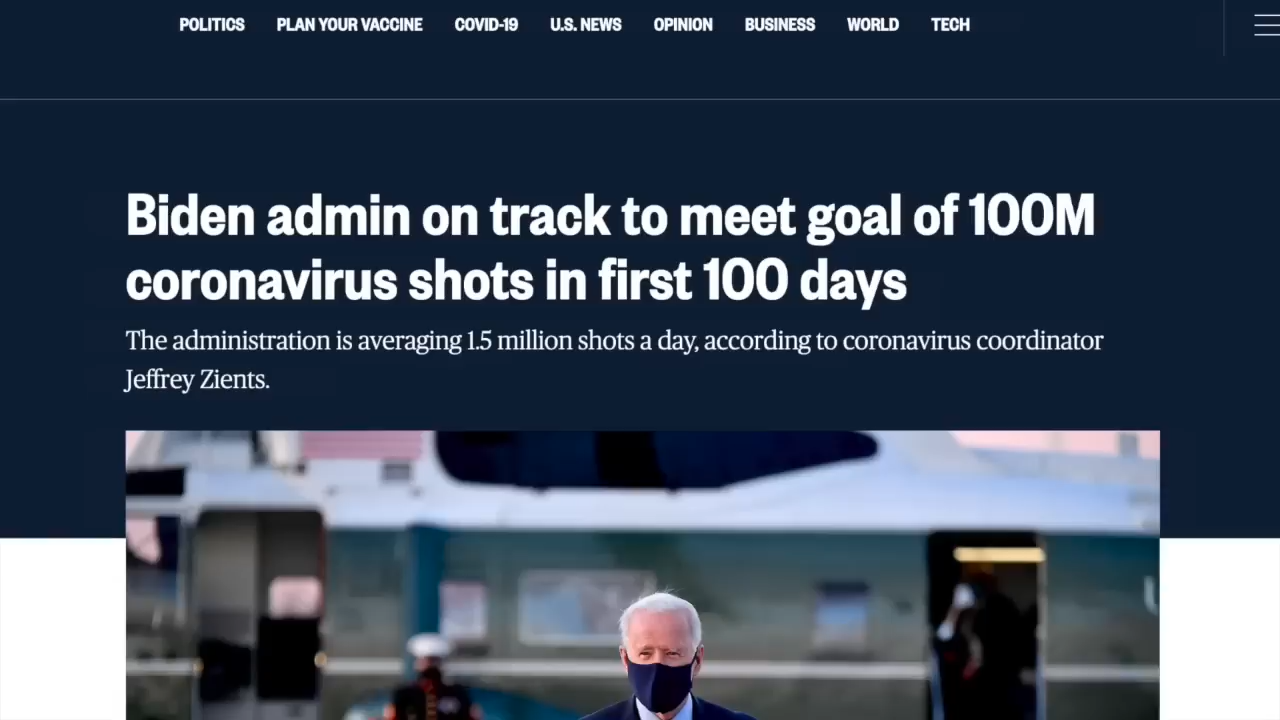 POLITICS PLAN YOUR VACCINE COVID-19 U.S. NEWS OPINION BUSINESS WORLD TECH
Biden admin on track to meet goal of 100M
coronavirus shots in first 100 days
The administration is averaging 1.5 million shots a day, according to coronavirus coordinator
Jeffrey Zients.